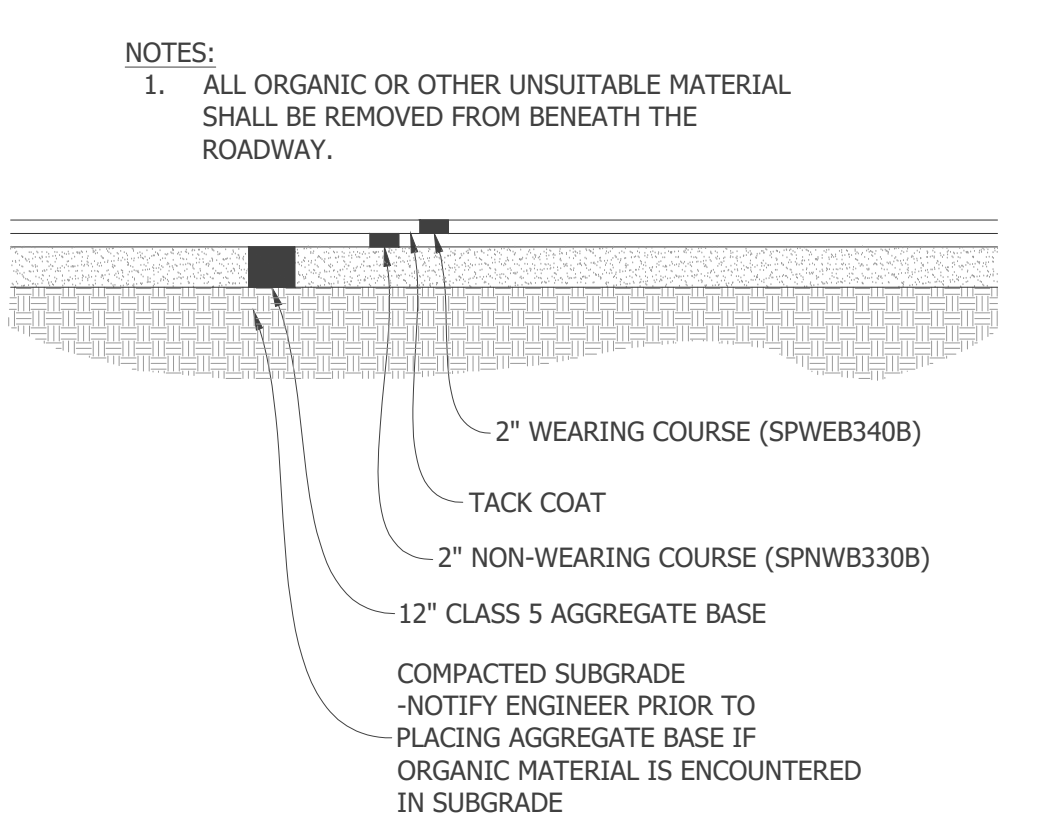 NOTES:
1. ALL ORGANIC OR OTHER UNSUITABLE MATERIAL
SHALL BE REMOVED FROM BENEATH THE
ROADWAY.
2" WEARING COURSE (SPWEB340B)
TACK COAT
2" NON-WEARING COURSE (SPNWB330B)
12" CLASS 5 AGGREGATE BASE
COMPACTED SUBGRADE
-NOTIFY ENGINEER PRIOR TO
PLACING AGGREGATE BASE IF
ORGANIC MATERIAL IS ENCOUNTERED
IN SUBGRADE